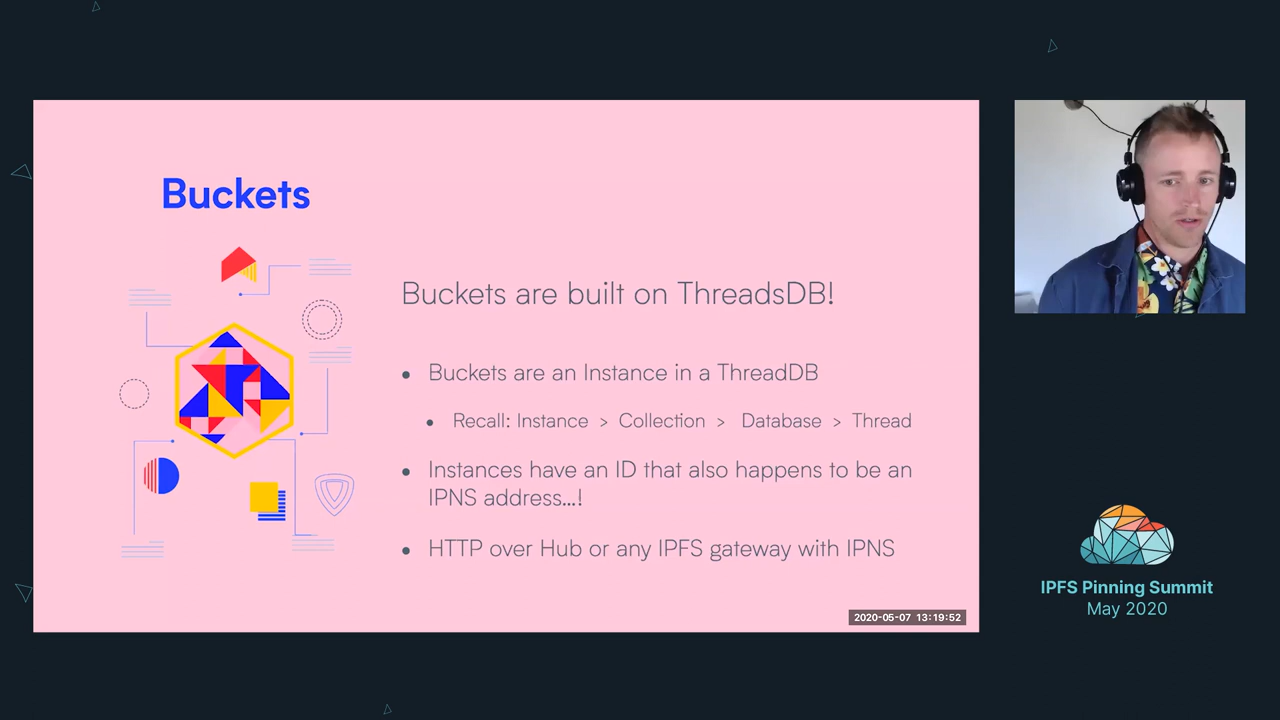 Buckets
Buckets are built on ThreadsDB!
• Buckets are an Instance in a ThreadDB
• Recall: Instance > Collection > Database > Thread
• Instances have an ID that also happens to be an
IPNS address...!
• HTTP over Hub or any IPFS gateway with IPNS
2020-05-07 13:19:52
IPFS Pinning Summit
May 2020